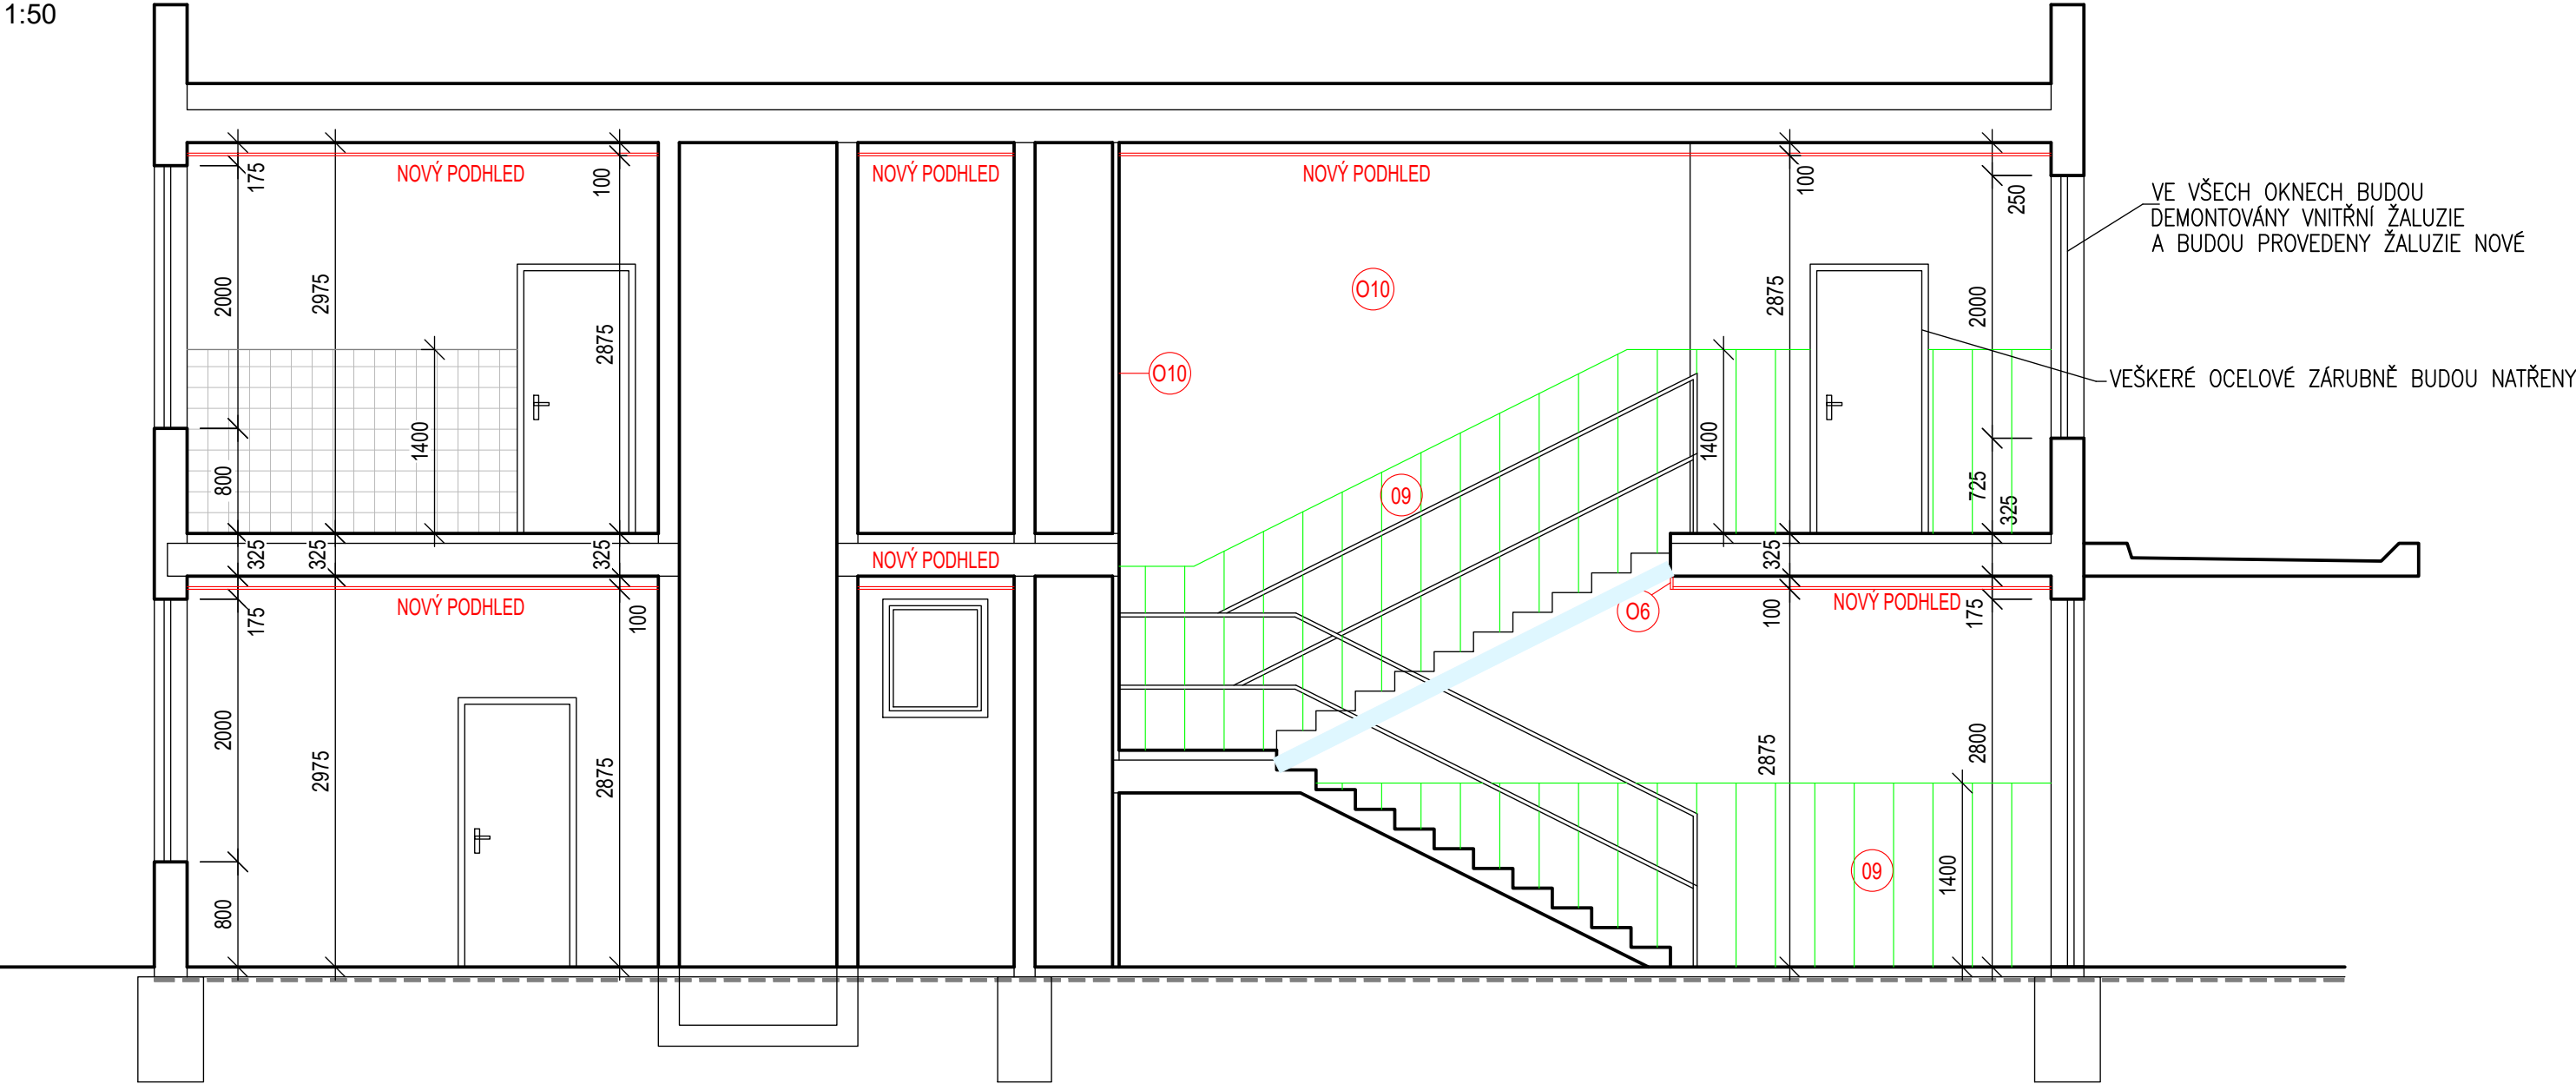 1:50
NOVÝ PODHLED
NOVÝ PODHLED
NOVÝ PODHLED
175
100
100
250
VE VŠECH OKNECH BUDOU
DEMONTOVÁNY VNITŘNÍ ŽALUZIE
A BUDOU PROVEDENY ŽALUZIE NOVÉ
2000
2975
2875
O10
2875
2000
O10
VEŠKERÉ OCELOVÉ ZÁRUBNĚ BUDOU NATŘENY
800
1400
09
1400
725
325
325
325
325
NOVÝ PODHLED
325
175
NOVÝ PODHLED
100
O6
100
NOVÝ PODHLED
175
2000
2975
2875
2875
2800
800
09
1400